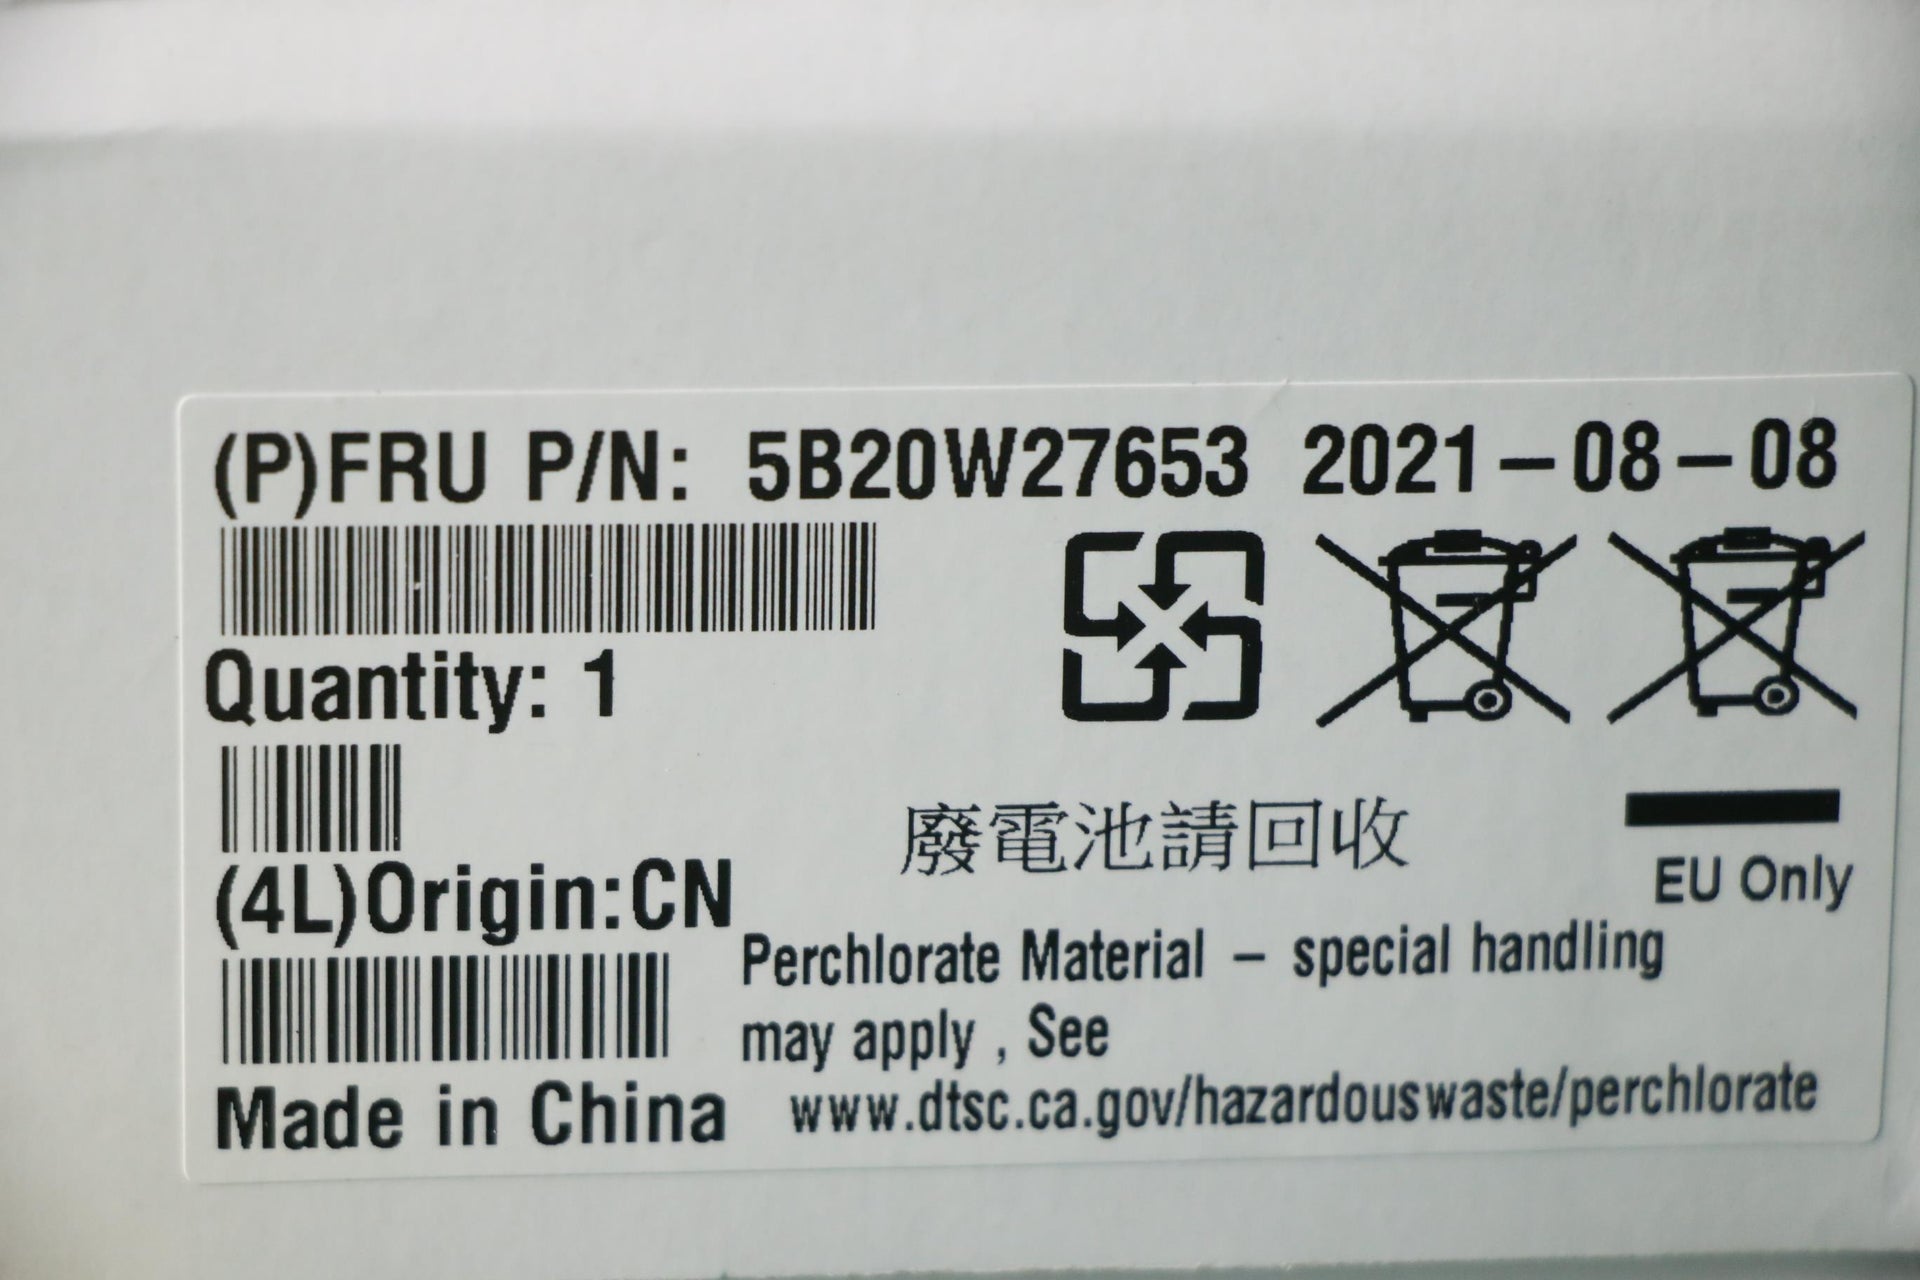 (P)FRU P/N: 5B20W27653 2021-08-08
Quantity: 1
廢電池請回收
EU Only
(4L)Origin:CN
Perchlorate Material – special handling
may apply , See
www.dtsc.ca.gov/hazardouswaste/perchlorate
Made in China